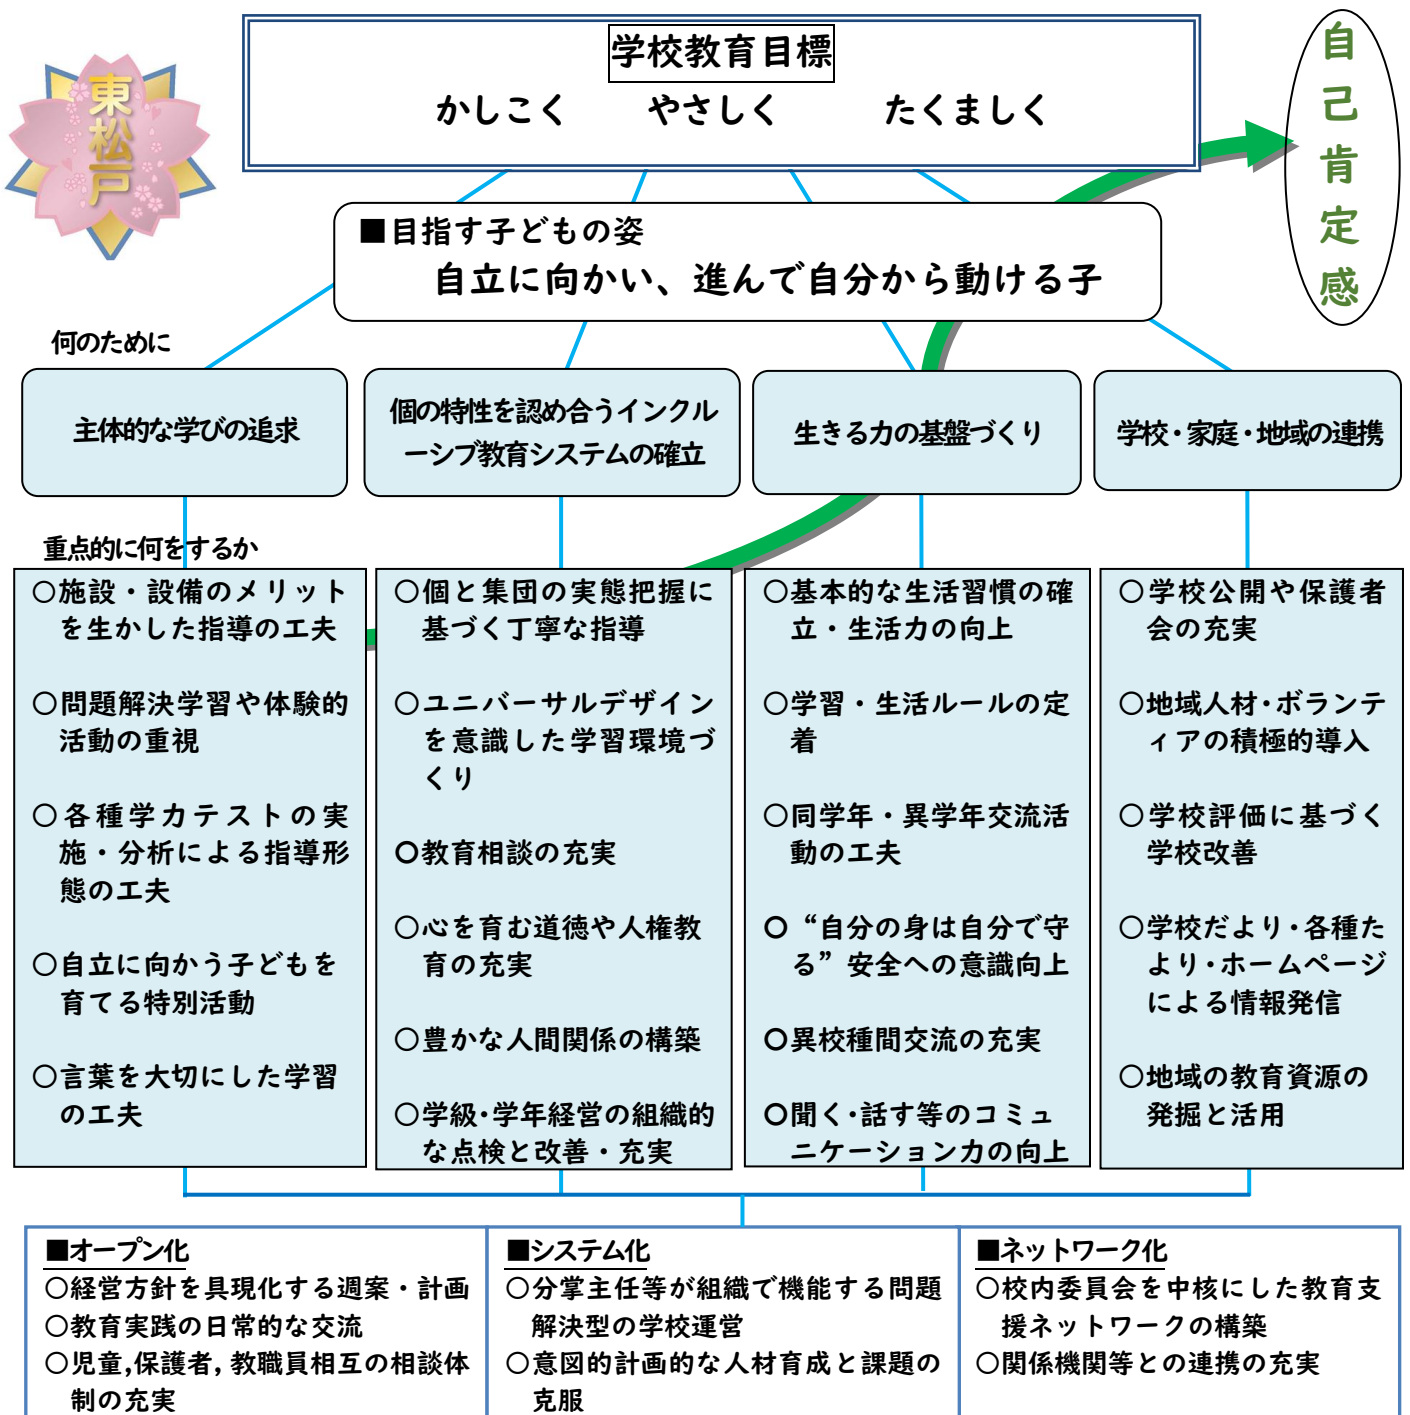 東松戸
学校教育目標
かしこく　やさしく　たくましく
自己肯定感
■目指す子どもの姿
自立に向かい、進んで自分から動ける子
何のために
主体的な学びの追求
個の特性を認め合うインクル
ーシブ教育システムの確立
生きる力の基盤づくり
学校・家庭・地域の連携
重点的に何をするか
○施設・設備のメリット
を生かした指導の工夫
○問題解決学習や体験的
活動の重視
○各種学力テストの実
施・分析による指導形
態の工夫
○自立に向かう子どもを
育てる特別活動
○言葉を大切にした学習
の工夫
○個と集団の実態把握に
基づく丁寧な指導
○ユニバーサルデザイン
を意識した学習環境づ
くり
○教育相談の充実
○心を育む道徳や人権教
育の充実
○豊かな人間関係の構築
○学級・学年経営の組織的
な点検と改善・充実
○基本的な生活習慣の確
立・生活力の向上
○学習・生活ルールの定
着
○同学年・異学年交流活
動の工夫
○“自分の身は自分で守
る”安全への意識向上
○異校種間交流の充実
○聞く・話す等のコミュ
ニケーション力の向上
○学校公開や保護者
会の充実
○地域人材・ボランテ
ィアの積極的導入
○学校評価に基づく
学校改善
○学校だより・各種た
より・ホームページ
による情報発信
○地域の教育資源の
発掘と活用
■オープン化
○経営方針を具現化する週案・計画
○教育実践の日常的な交流
○児童,保護者,教職員相互の相談体
制の充実
■システム化
○分掌主任等が組織で機能する問題
解決型の学校運営
○意図的計画的な人材育成と課題の
克服
■ネットワーク化
○校内委員会を中核にした教育支
援ネットワークの構築
○関係機関等との連携の充実